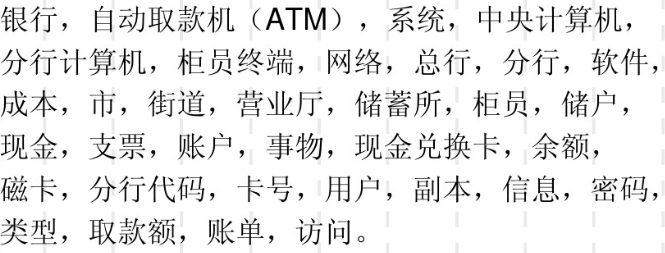 银行，自动取款机（ATM），系统，中央计算机，
分行计算机，柜员终端，网络，总行，分行，软件，
成本，市，街道，营业厅，储蓄所，柜员，储户，
现金，支票，账户，事物，现金兑换卡，余额，
磁卡，分行代码，卡号，用户，副本，信息，密码，
类型，取款额，账单，访问。